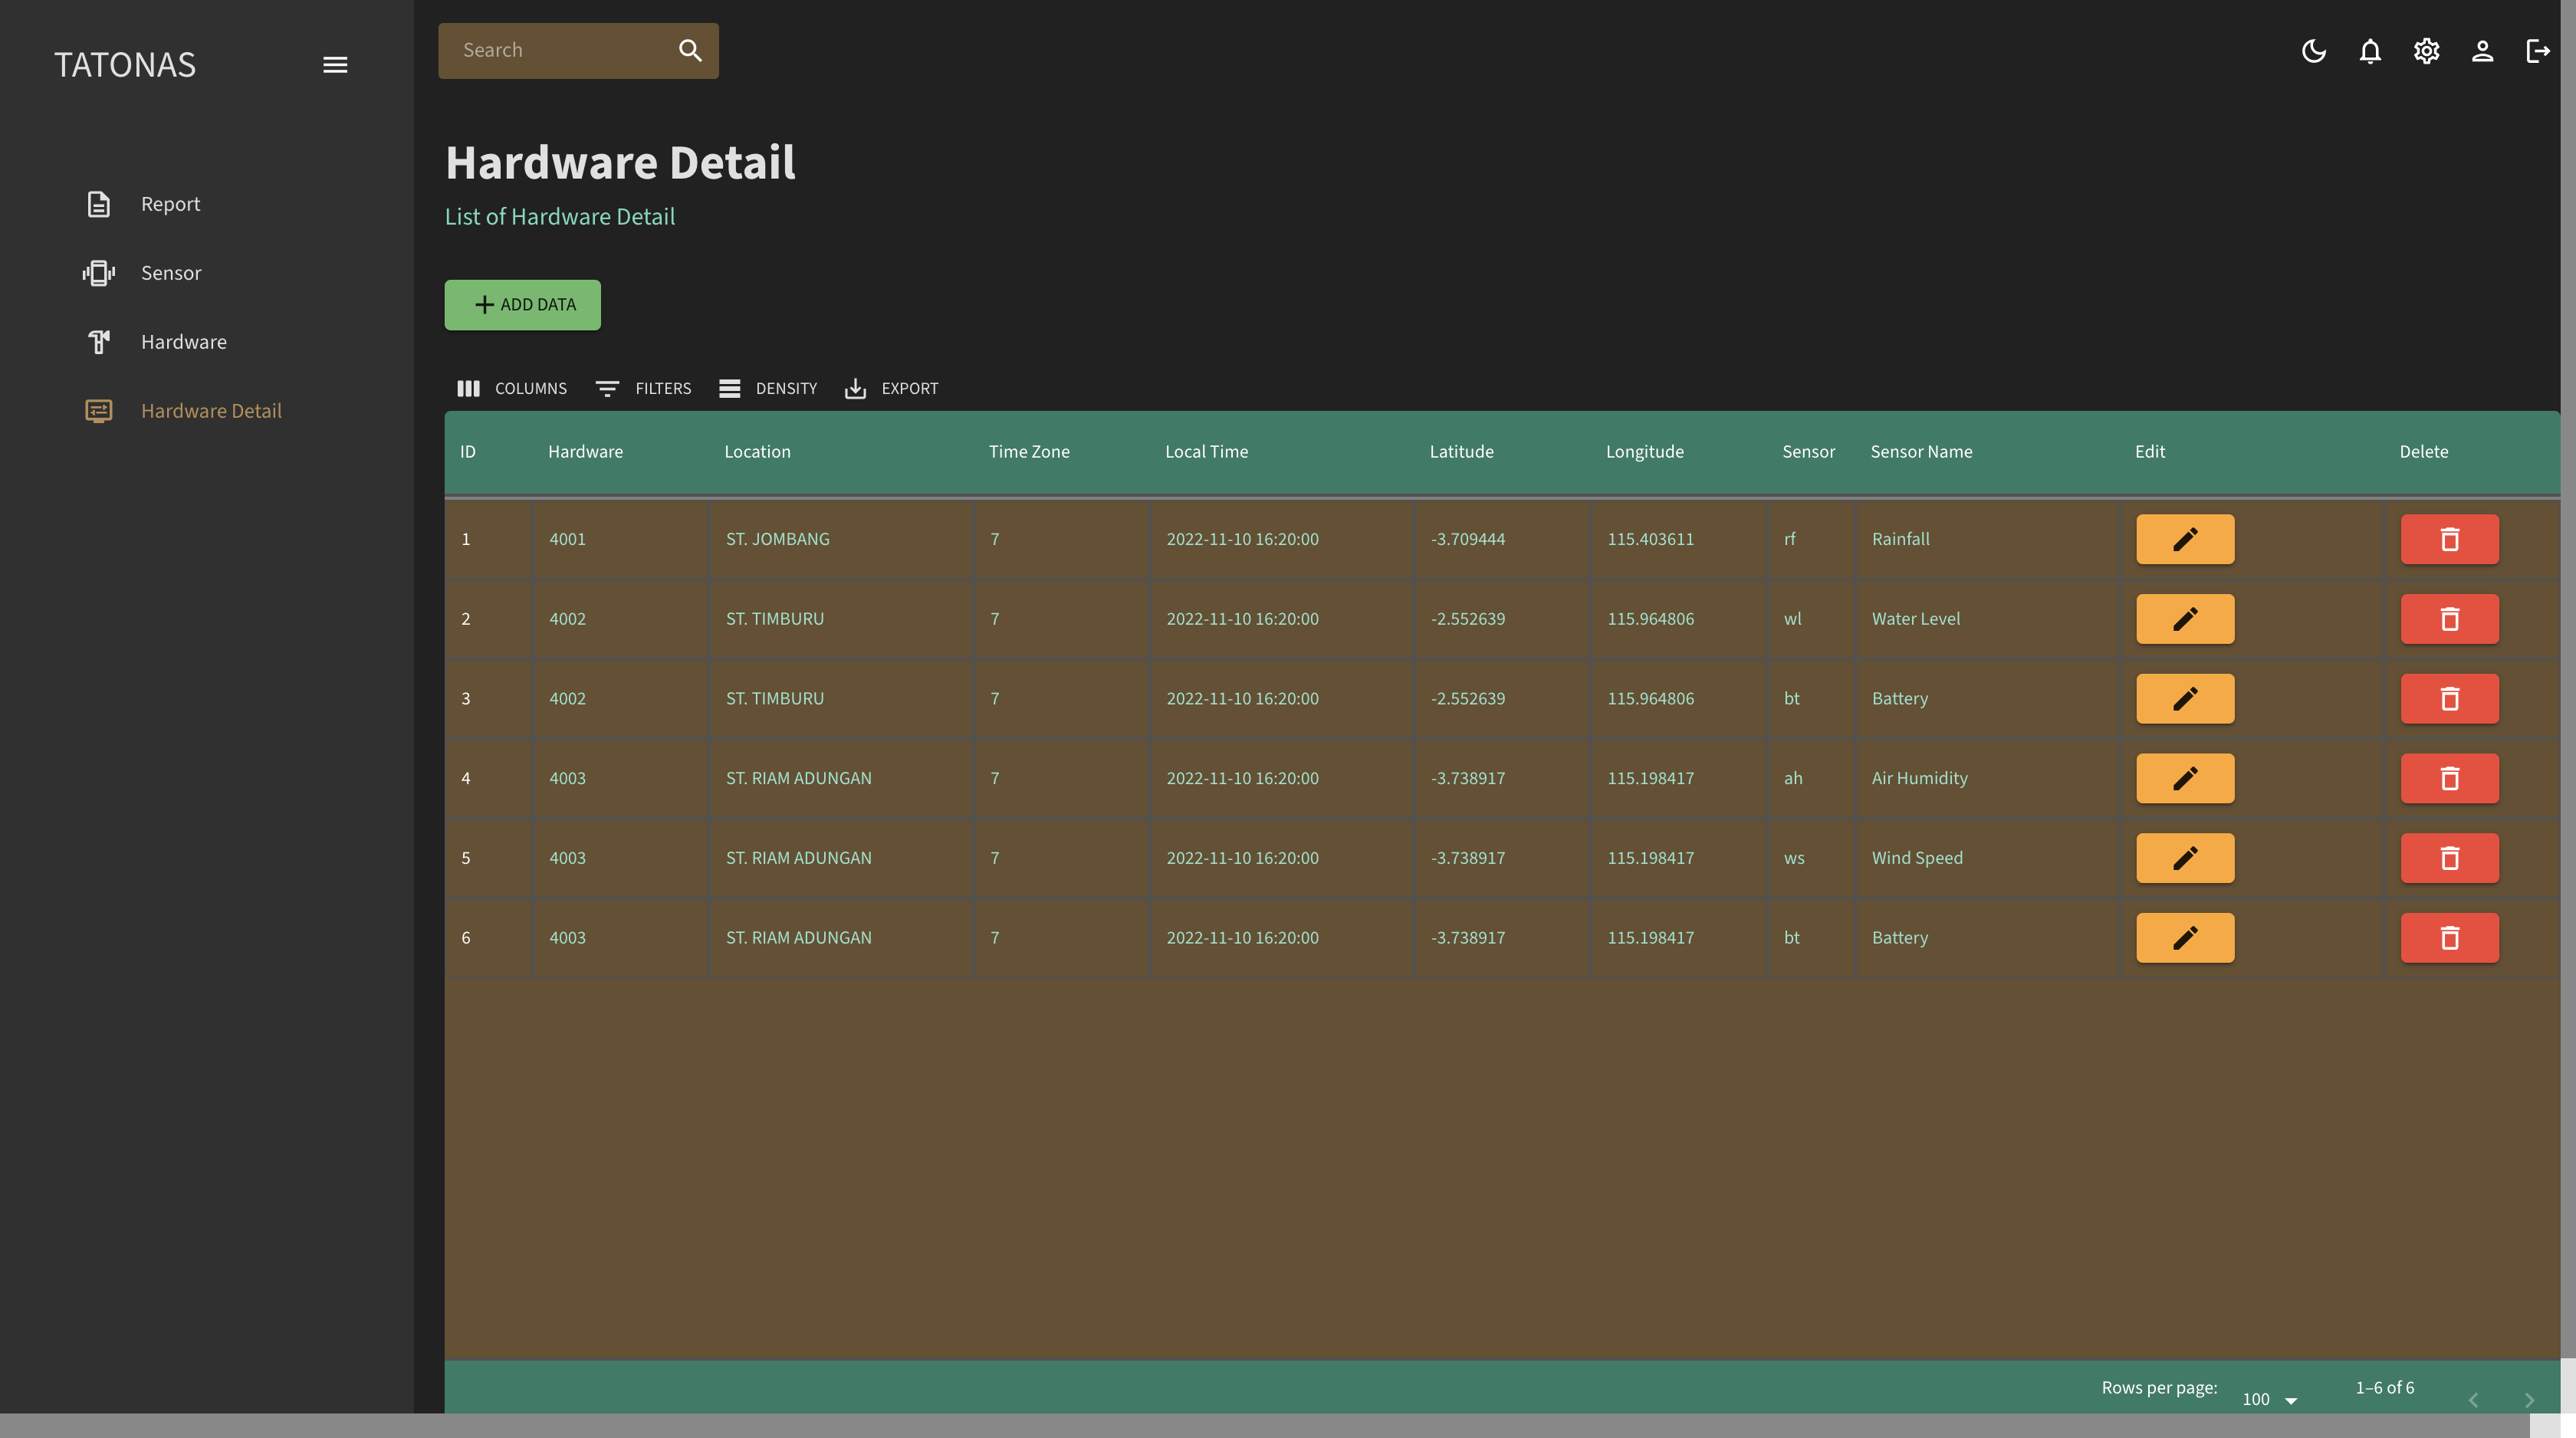 TATONAS
Search
Report
Sensor
Hardware
Hardware Detail
Hardware Detail
List of Hardware Detail
ADD DATA
COLUMNS FILTERS DENSITY EXPORT
ID Hardware Location Time Zone Local Time Latitude Longitude Sensor Sensor Name Edit Delete
1 4001 ST. JOMBANG 7 2022-11-10 16:20:00 -3.709444 115.403611 rf Rainfall
2 4002 ST. TIMBURU 7 2022-11-10 16:20:00 -2.552639 115.964806 wl Water Level
3 4002 ST. TIMBURU 7 2022-11-10 16:20:00 -2.552639 115.964806 bt Battery
4 4003 ST. RIAM ADUNGAN 7 2022-11-10 16:20:00 -3.738917 115.198417 ah Air Humidity
5 4003 ST. RIAM ADUNGAN 7 2022-11-10 16:20:00 -3.738917 115.198417 ws Wind Speed
6 4003 ST. RIAM ADUNGAN 7 2022-11-10 16:20:00 -3.738917 115.198417 bt Battery
Rows per page: 100 1–6 of 6